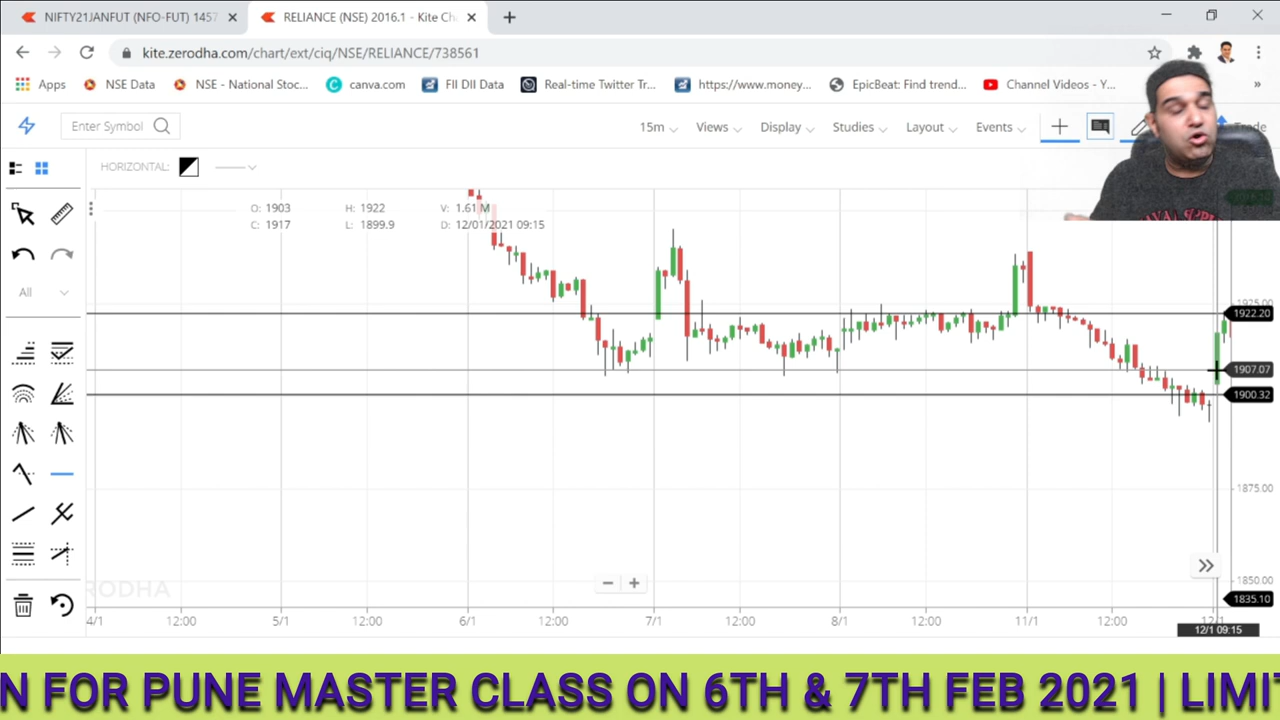 NIFTY21JANFUT (NFO-FUT) 1457
RELIANCE (NSE) 2016.1 - Kite Ch
kite.zerodha.com/chart/ext/ciq/NSE/RELIANCE/738561
Apps NSE Data NSE - National Stoc... canva.com FII DII Data Real-time Twitter Tr... https://www.money... EpicBeat: Find trend... Channel Videos - Y... »
Enter Symbol 15m Views Display Studies Layout Events Trade
HORIZONTAL:
O: 1903 H: 1922 V: 1.61 M
C: 1917 L: 1899.9 D: 12/01/2021 09:15
All
1925.00
1922.20
1907.07
1900.32
1875.00
1850.00
1835.10
ERODHA
4/1 12:00 5/1 12:00 6/1 12:00 7/1 12:00 8/1 12:00 11/1 12:00 12/1
12/1 09:15
N FOR PUNE MASTER CLASS ON 6TH & 7TH FEB 2021 | LIMIT